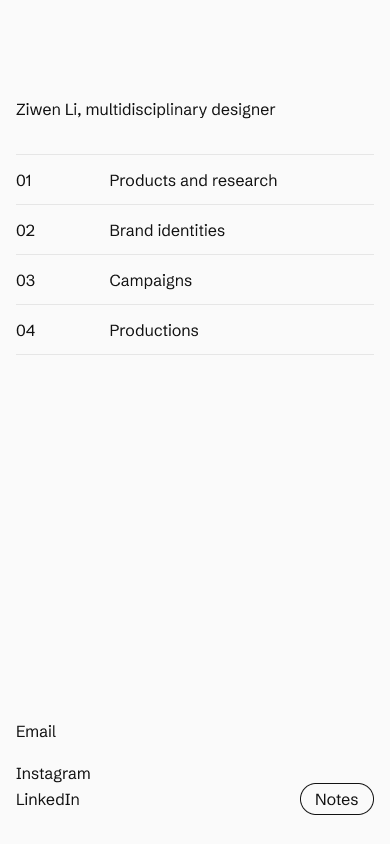 Ziwen Li, multidisciplinary designer
01 Products and research
02 Brand identities
03 Campaigns
04 Productions
Email
Instagram
LinkedIn
Notes